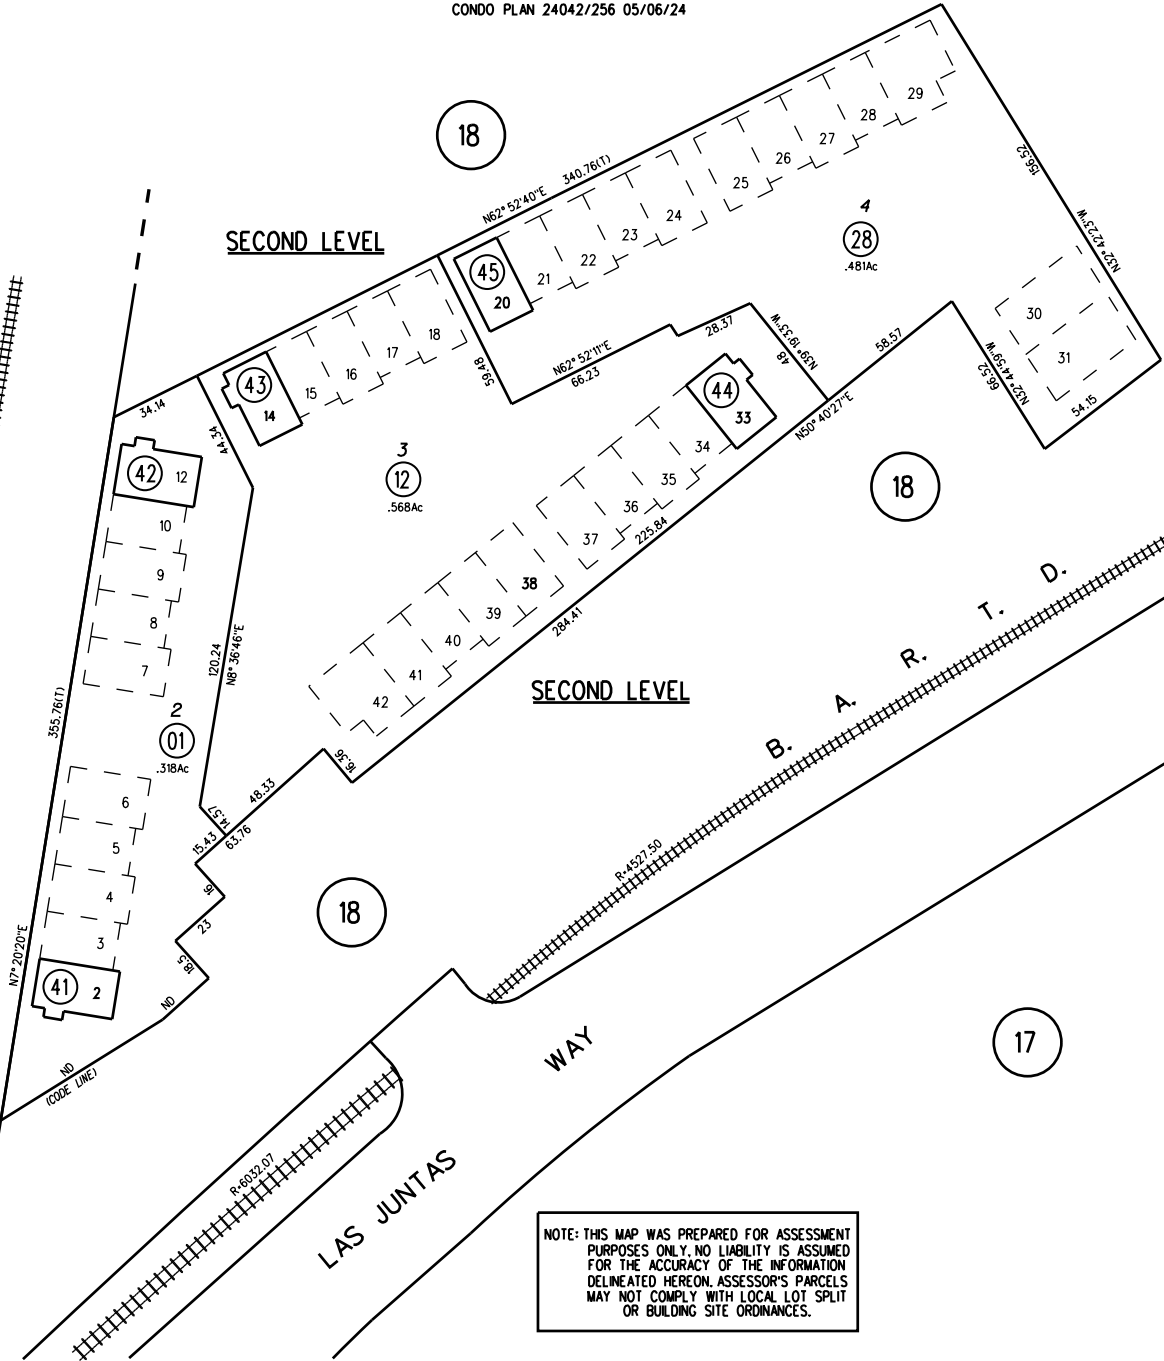 CONDO PLAN 24042/256 05/06/24
18
SECOND LEVEL
N62° 52'40"E
340.76(T)
29
28
27
26
25
24
23
22
21
45
20
4
28
.481Ac
156.52
N32° 42'23"W
30
31
54.15
66.52
N32° 44'59"W
58.57
N50° 40'27"E
48
N39° 19'33"W
28.37
N62° 52'11"E
66.23
59.48
18
17
16
15
43
14
34.14
44.34
42
12
10
9
8
7
3
12
.568Ac
44
33
34
35
36
37
38
39
40
41
42
225.84
284.41
18
120.24
N8° 36'46"E
355.76(T)
2
01
.318Ac
6
5
4
3
41
2
N7° 20'20"E
14.57
15.43
63.76
48.33
16.36
16
23
18.5
ND
ND
(CODE LINE)
SECOND LEVEL
B. A. R. T. D.
R=4527.50
18
17
R=6032.07
LAS JUNTAS WAY
NOTE: THIS MAP WAS PREPARED FOR ASSESSMENT
PURPOSES ONLY. NO LIABILITY IS ASSUMED
FOR THE ACCURACY OF THE INFORMATION
DELINEATED HEREON. ASSESSOR'S PARCELS
MAY NOT COMPLY WITH LOCAL LOT SPLIT
OR BUILDING SITE ORDINANCES.